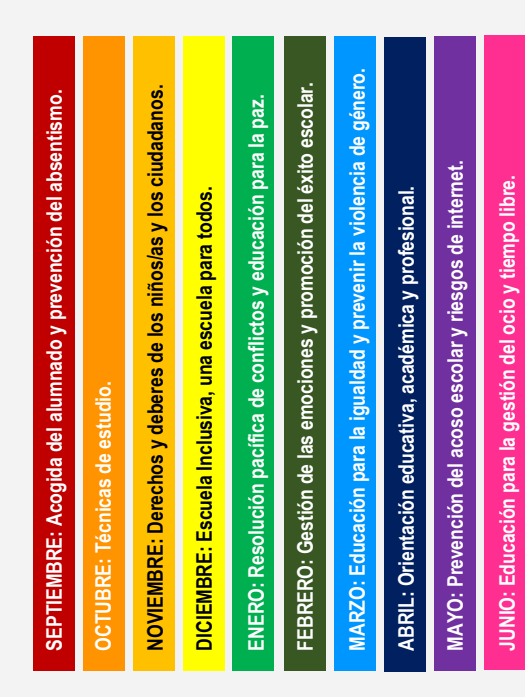 SEPTIEMBRE: Acogida del alumnado y prevención del absentismo.
OCTUBRE: Técnicas de estudio.
NOVIEMBRE: Derechos y deberes de los niños/as y los ciudadanos.
DICIEMBRE: Escuela Inclusiva, una escuela para todos.
ENERO: Resolución pacífica de conflictos y educación para la paz.
FEBRERO: Gestión de las emociones y promoción del éxito escolar.
MARZO: Educación para la igualdad y prevenir la violencia de género.
ABRIL: Orientación educativa, académica y profesional.
MAYO: Prevención del acoso escolar y riesgos de internet.
JUNIO: Educación para la gestión del ocio y tiempo libre.